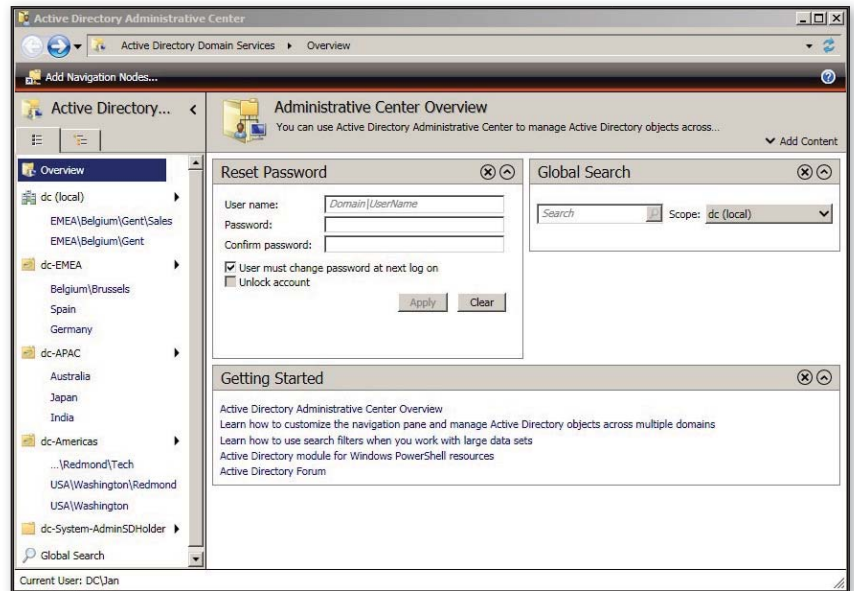 Active Directory Administrative Center
Active Directory Domain Services ▸ Overview
Add Navigation Nodes...
Active Directory...
Overview
dc (local)
EMEA\Belgium\Gent\Sales
EMEA\Belgium\Gent
dc-EMEA
Belgium\Brussels
Spain
Germany
dc-APAC
Australia
Japan
India
dc-Americas
...\Redmond\Tech
USA\Washington\Redmond
USA\Washington
dc-System-AdminSDHolder
Global Search
Administrative Center Overview
You can use Active Directory Administrative Center to manage Active Directory objects across...
Add Content
Reset Password
User name: Domain\UserName
Password:
Confirm password:
User must change password at next log on
Unlock account
Apply Clear
Global Search
Search Scope: dc (local)
Getting Started
Active Directory Administrative Center Overview
Learn how to customize the navigation pane and manage Active Directory objects across multiple domains
Learn how to use search filters when you work with large data sets
Active Directory module for Windows PowerShell resources
Active Directory Forum
Current User: DC\Jan